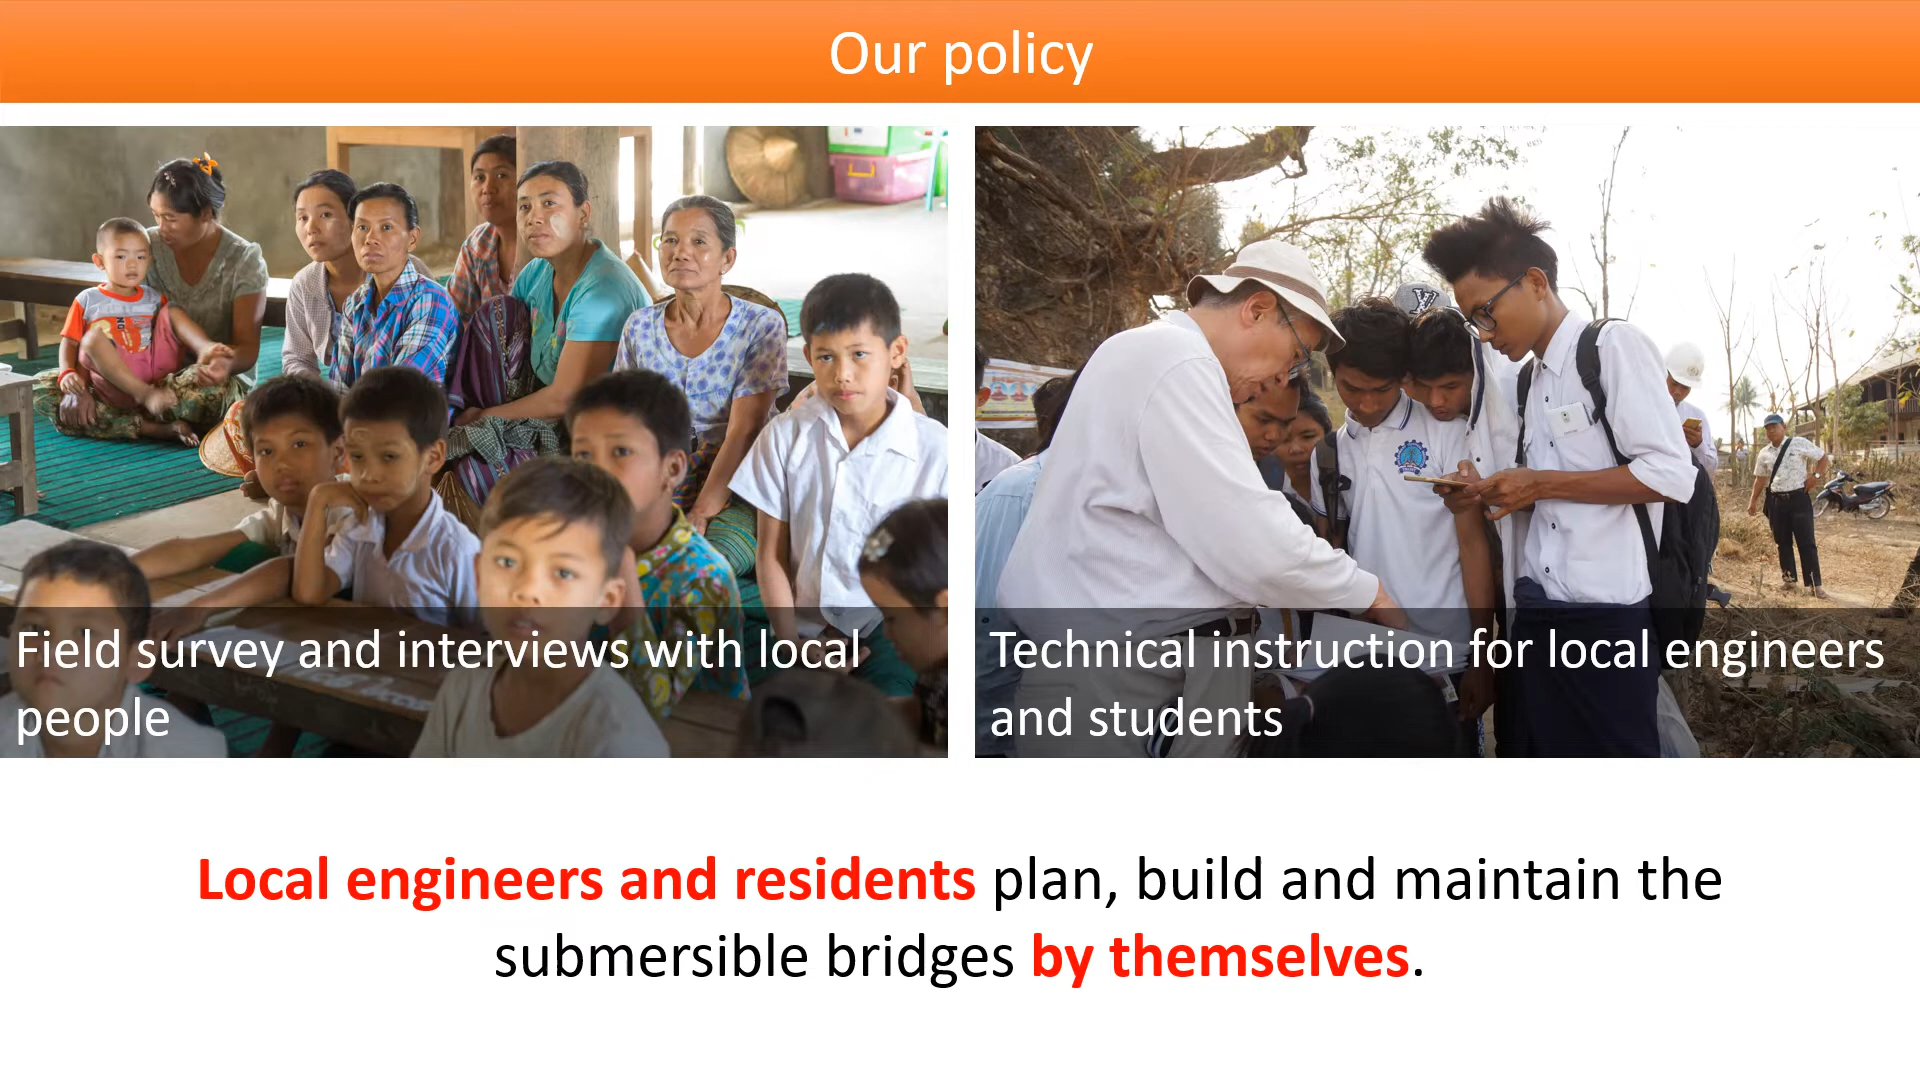 Our policy
Field survey and interviews with local
people
Technical instruction for local engineers
and students
Local engineers and residents plan, build and maintain the
submersible bridges by themselves.